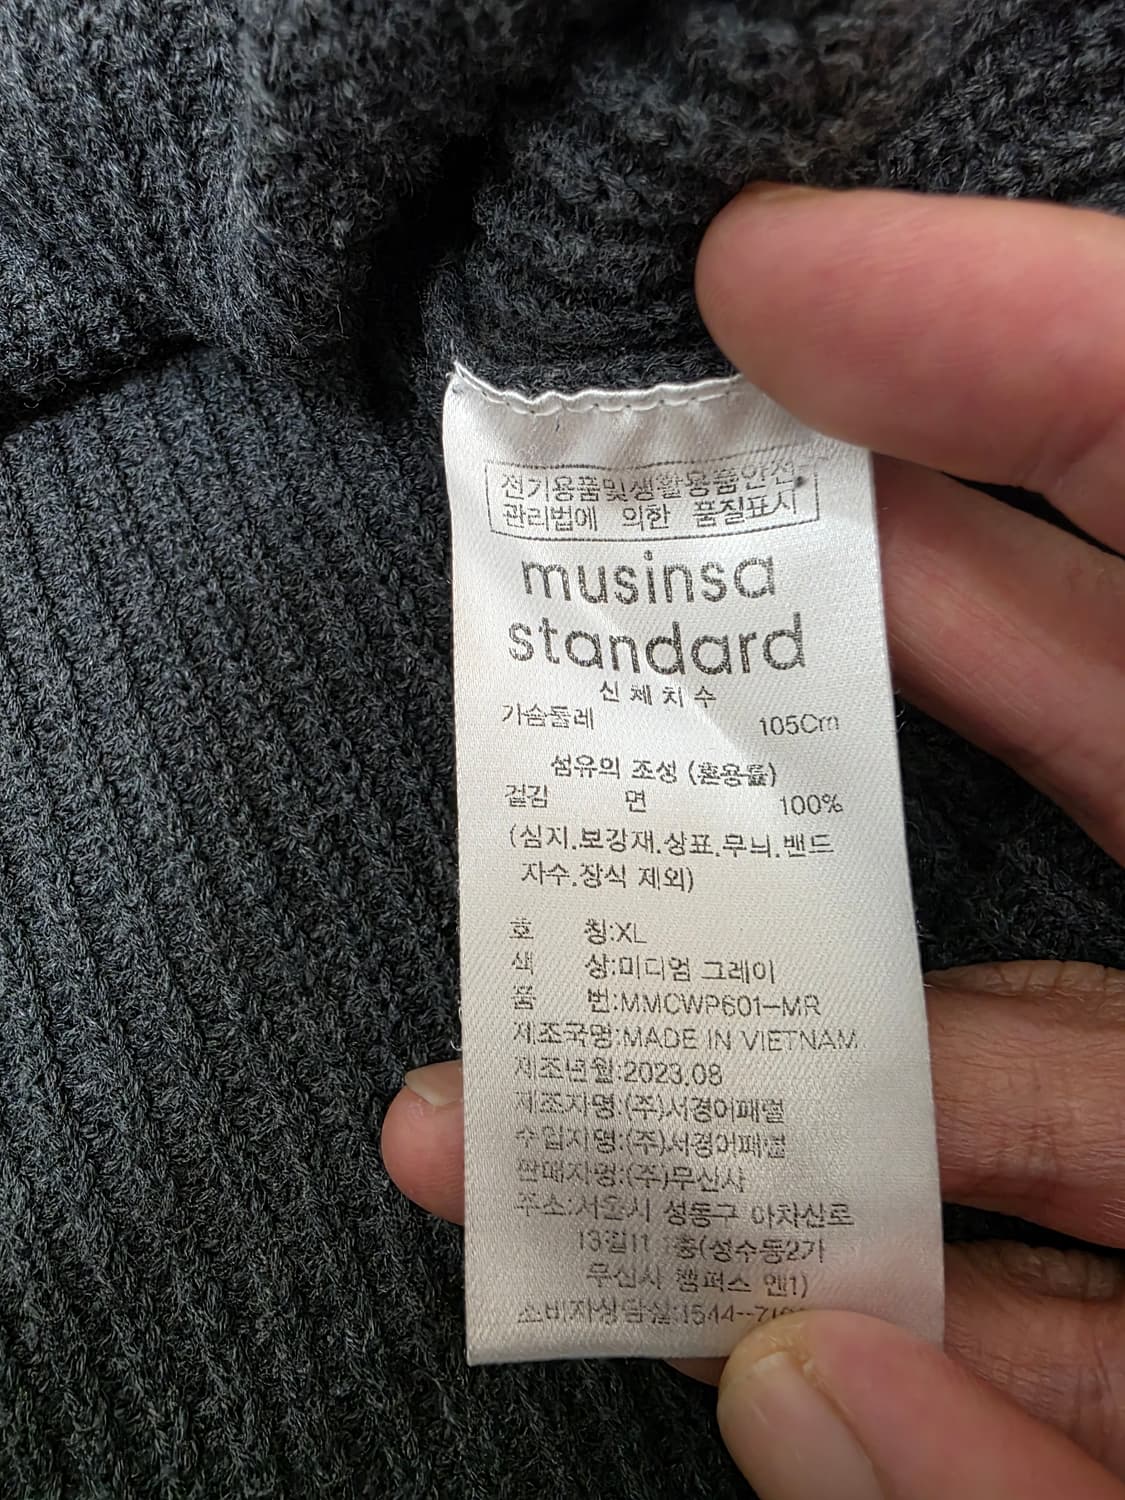 전기용품및생활용품안전
관리법에 의한 품질표시
musinsa
standard
신체치수
가슴둘레 105Cm
섬유의 조성 (혼용률)
겉감 면 100%
(심지.보강재.상표.무늬.밴드
자수.장식 제외)
호 칭:XL
색 상:미디엄 그레이
품 번:MMCWP601-MR
제조국명:MADE IN VIETNAM
제조년월:2023.08
제조자명:(주)서경어패럴
수입자명:(주)서경어패럴
판매자명:(주)무신사
주소:서울시 성동구 아차산로
13길11 1층(성수동2가
무신사 캠퍼스 엔1)
소비자상담실:1544--